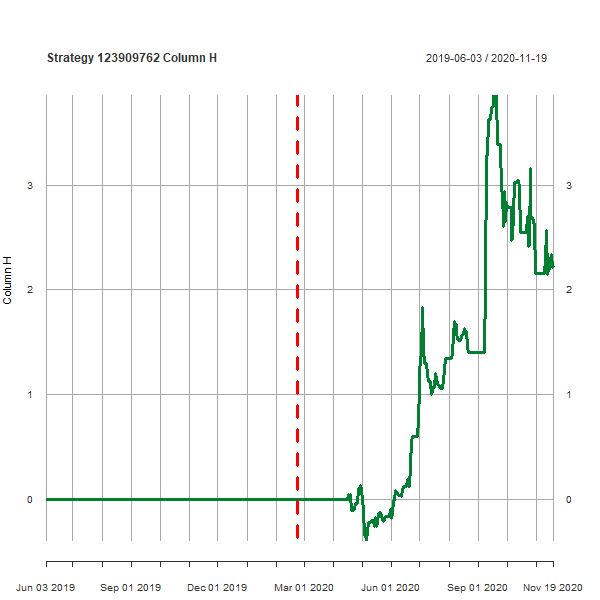 Strategy 123909762 Column H 2019-06-03 / 2020-11-19
3 3
2 2
1 1
0 0
Column H
Jun 03 2019 Sep 01 2019 Dec 01 2019 Mar 01 2020 Jun 01 2020 Sep 01 2020 Nov 19 2020